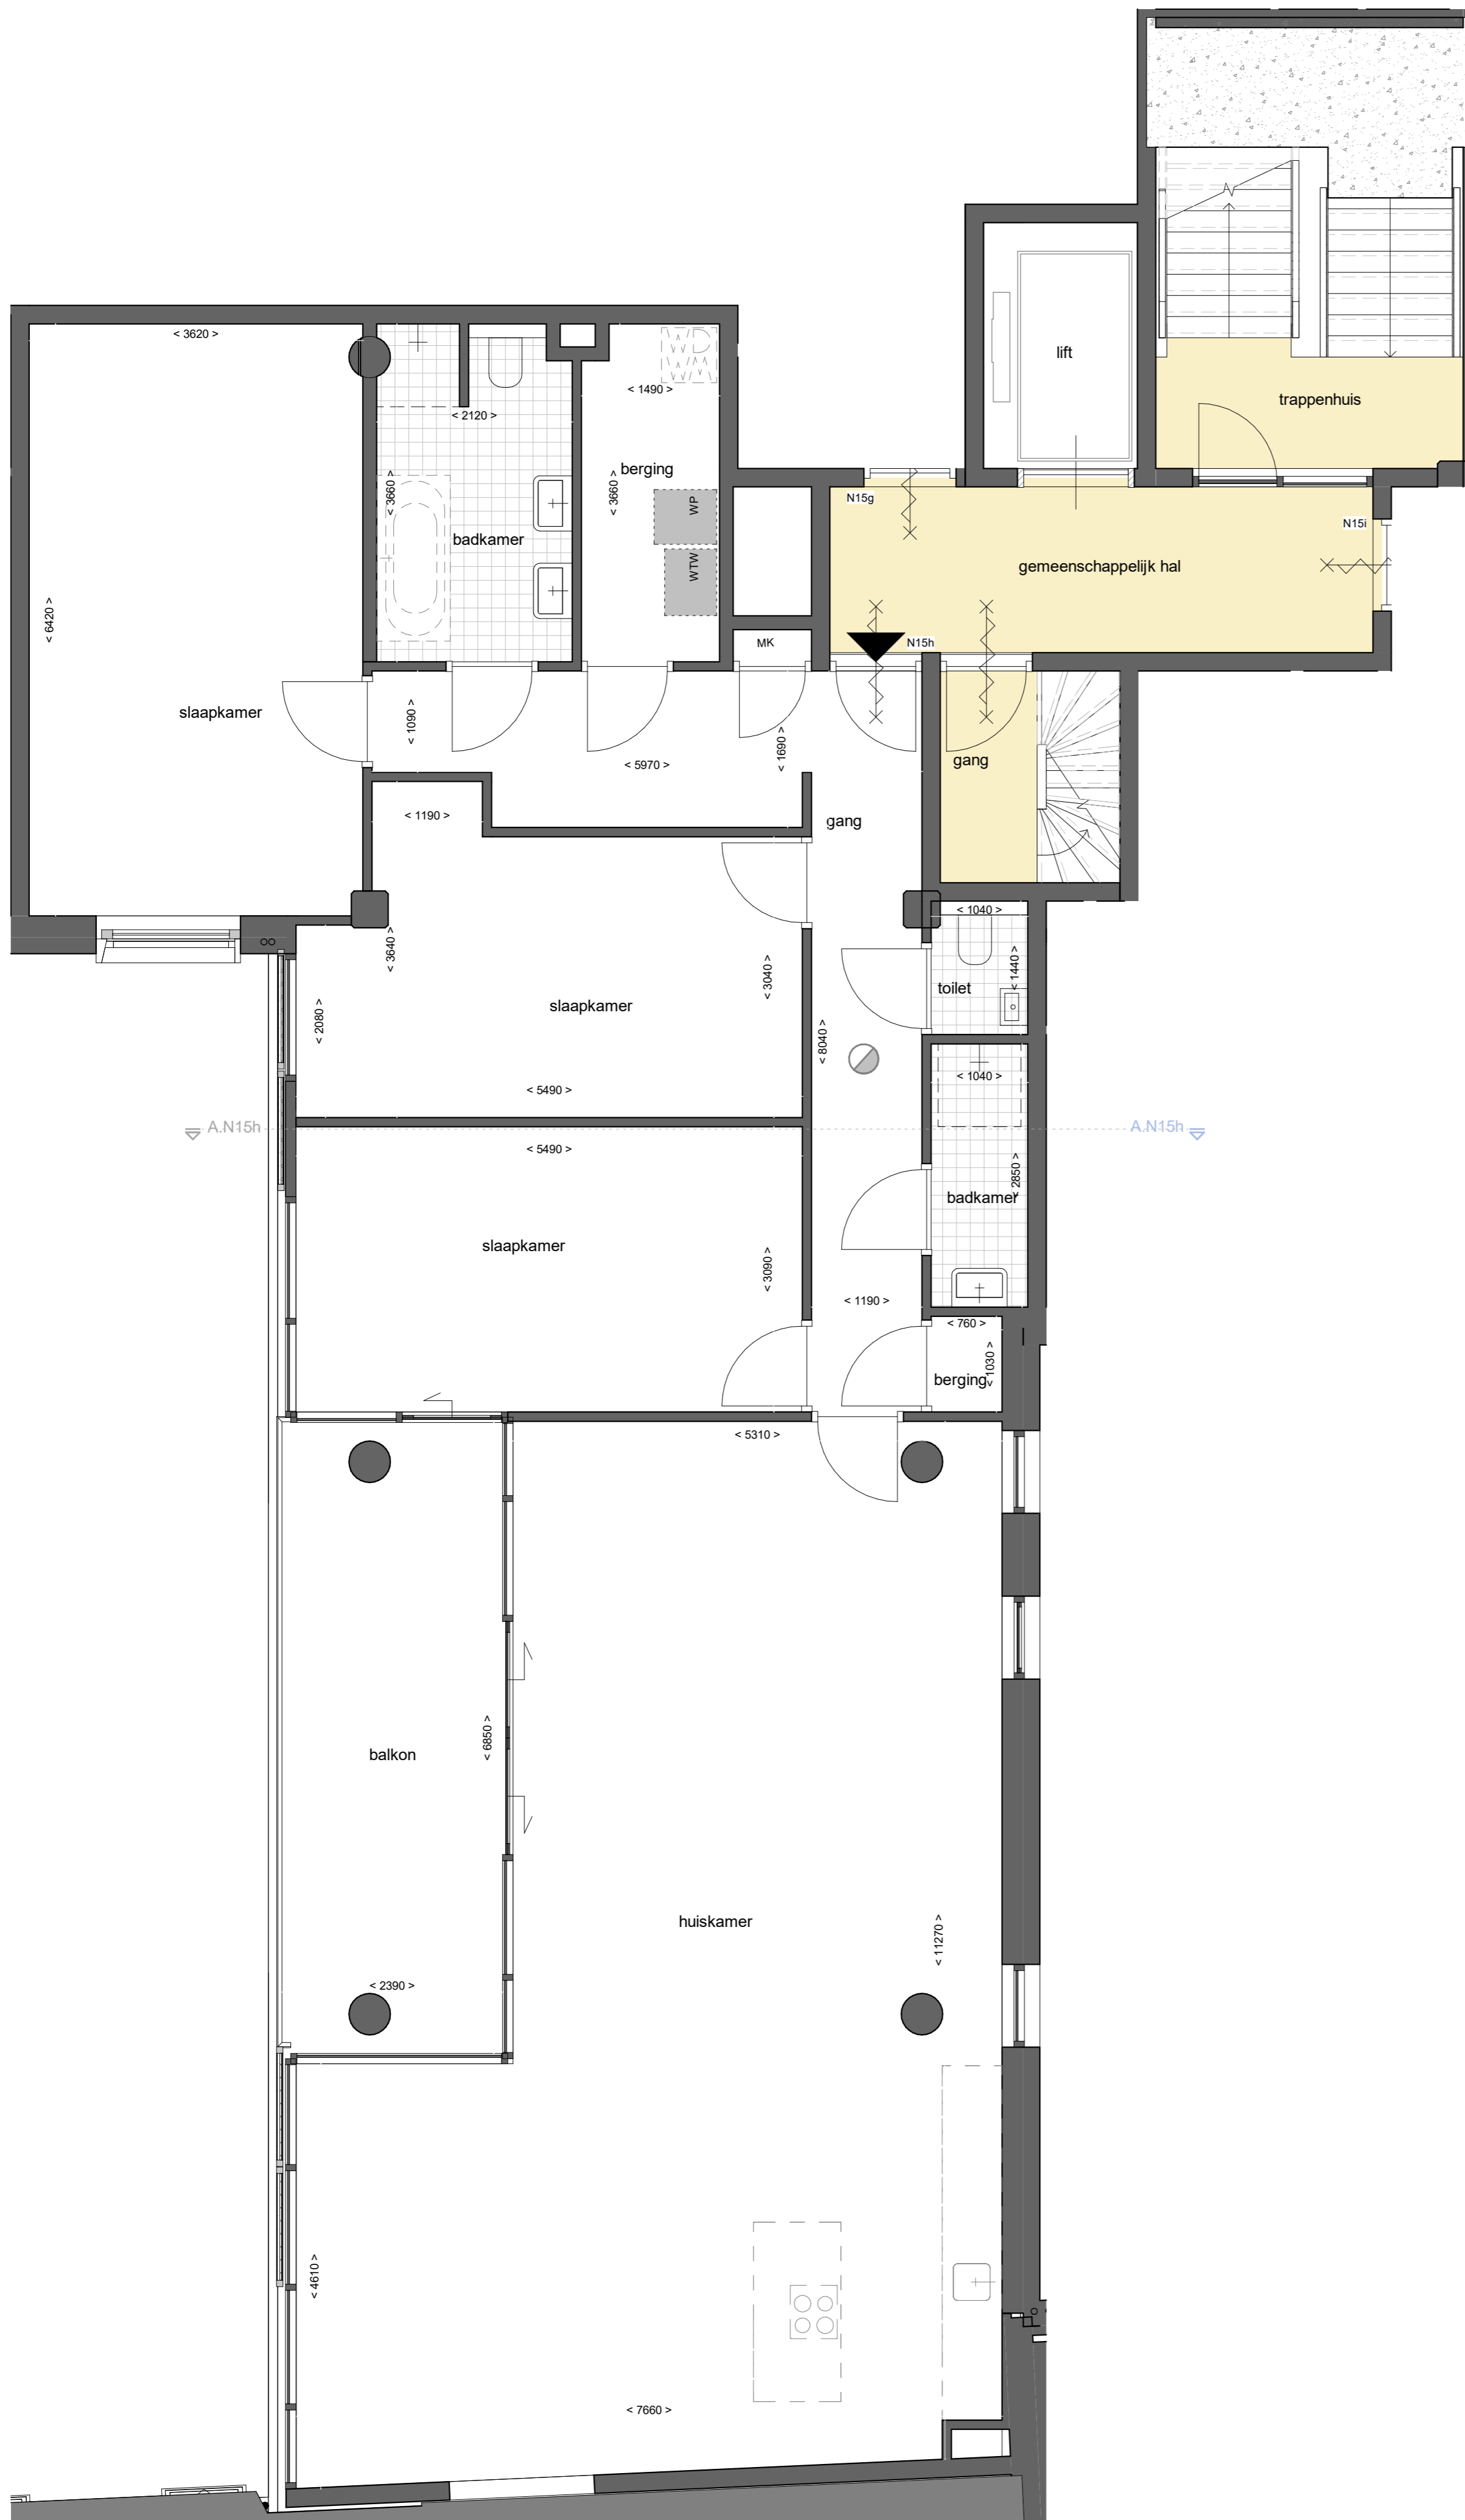 < 3620 >
WD
WM
lift
< 1490 >
trappenhuis
< 2120 >
berging
< 3660 >
< 3660 >
WP
N15g
N15i
badkamer
gemeenschappelijk hal
WTW
< 6420 >
MK
N15h
slaapkamer
< 1090 >
< 1690 >
< 5970 >
gang
< 1190 >
gang
< 1040 >
< 3640 >
< 3040 >
< 1440 >
toilet
slaapkamer
< 2080 >
< 8040 >
< 1040 >
< 5490 >
A.N15h
A.N15h
< 5490 >
< 2850 >
badkamer
slaapkamer
< 3090 >
< 1190 >
< 760 >
< 1030 >
berging
< 5310 >
balkon
< 6850 >
huiskamer
< 11270 >
< 2390 >
< 4610 >
< 7660 >